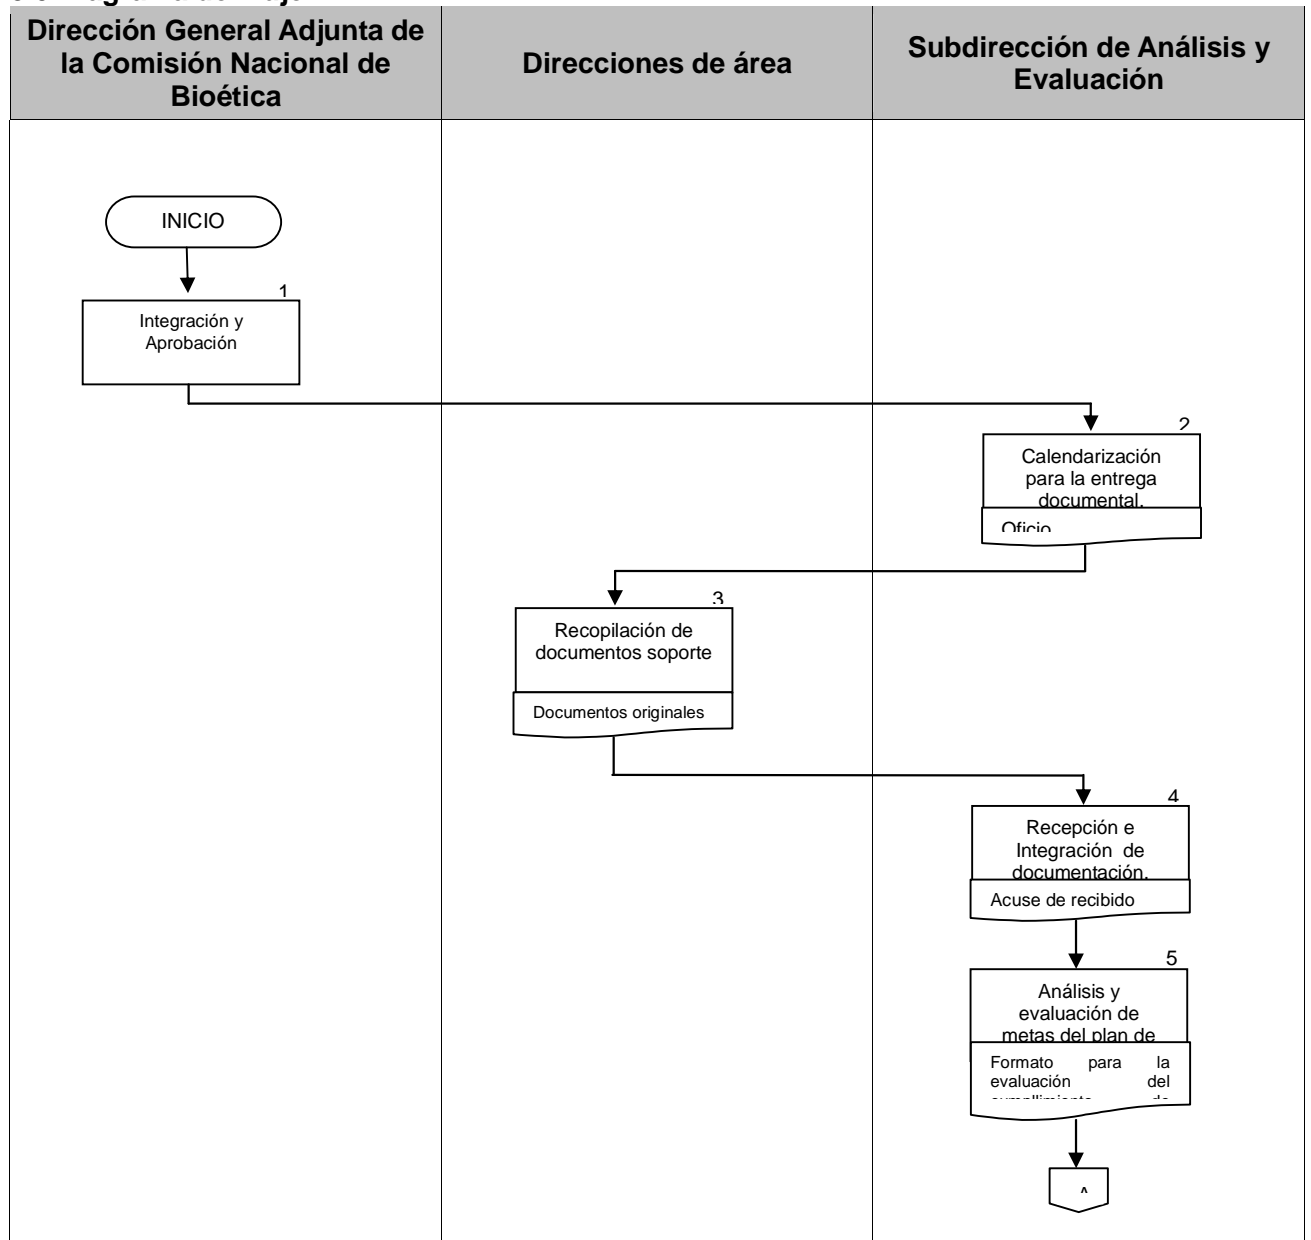 Dirección General Adjunta de
la Comisión Nacional de
Bioética
Direcciones de área
Subdirección de Análisis y
Evaluación
INICIO
1
Integración y
Aprobación
2
Calendarización
para la entrega
documental.
Oficio
3
Recopilación de
documentos soporte
Documentos originales
4
Recepción e
Integración de
documentación.
Acuse de recibido
5
Análisis y
evaluación de
metas del plan de
Formato para la
evaluación del
A